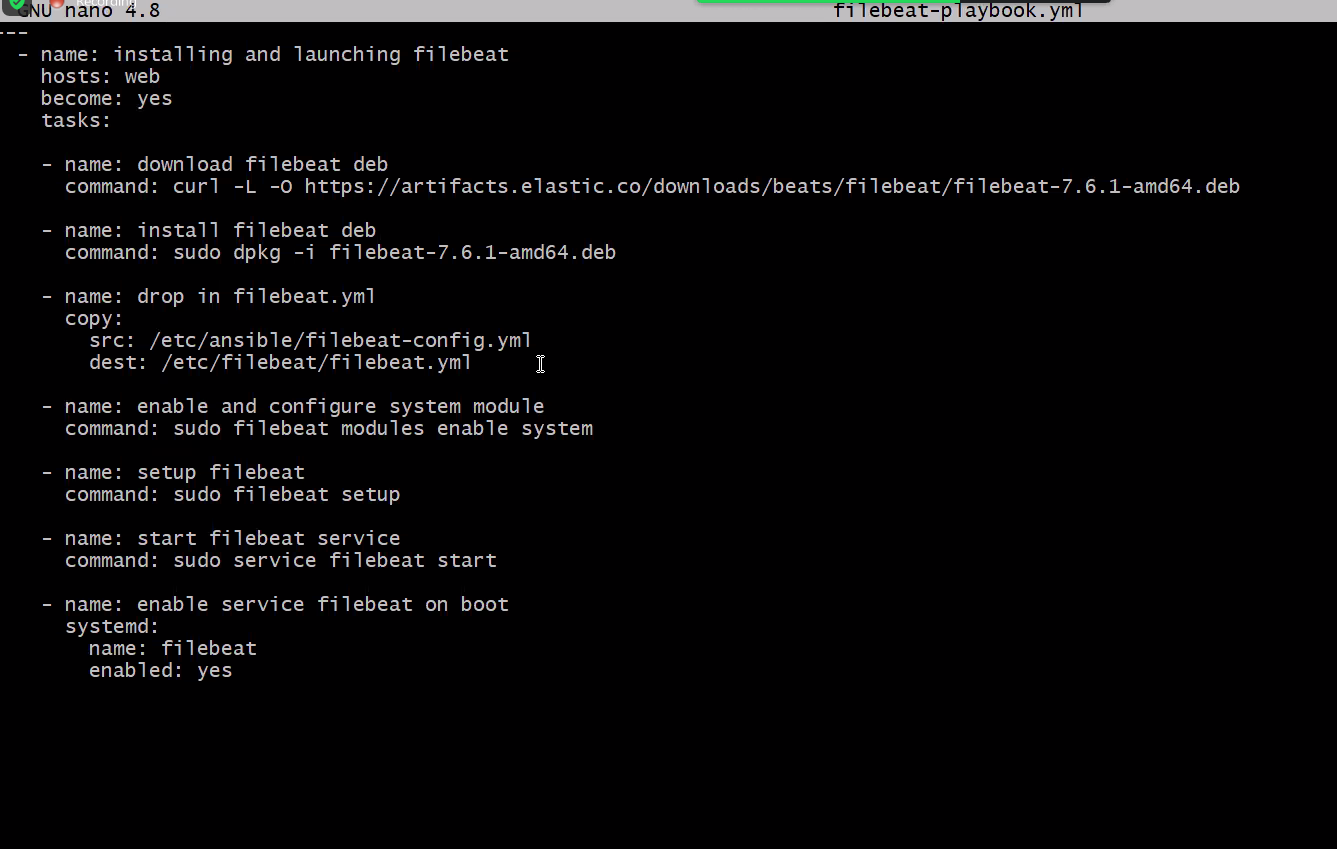 Recording
GNU nano 4.8 filebeat-playbook.yml
---
- name: installing and launching filebeat
hosts: web
become: yes
tasks:
- name: download filebeat deb
command: curl -L -O https://artifacts.elastic.co/downloads/beats/filebeat/filebeat-7.6.1-amd64.deb
- name: install filebeat deb
command: sudo dpkg -i filebeat-7.6.1-amd64.deb
- name: drop in filebeat.yml
copy:
src: /etc/ansible/filebeat-config.yml
dest: /etc/filebeat/filebeat.yml
- name: enable and configure system module
command: sudo filebeat modules enable system
- name: setup filebeat
command: sudo filebeat setup
- name: start filebeat service
command: sudo service filebeat start
- name: enable service filebeat on boot
systemd:
name: filebeat
enabled: yes